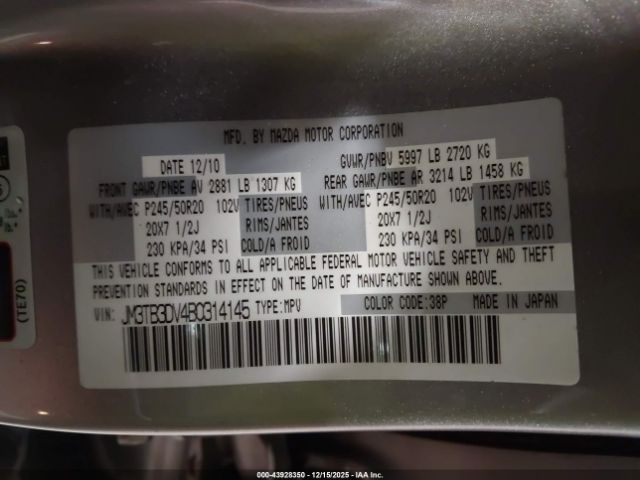 MFD. BY MAZDA MOTOR CORPORATION
DATE 12/10 GVWR/PNBV 5997 LB 2720 KG
FRONT GAWR/PNBE AV 2881 LB 1307 KG REAR GAWR/PNBE AR 3214 LB 1458 KG
WITH/AVEC P245/50R20 102V TIRES/PNEUS WITH/AVEC P245/50R20 102V TIRES/PNEUS
20X7 1/2J RIMS/JANTES 20X7 1/2J RIMS/JANTES
230 KPA/34 PSI COLD/A FROID 230 KPA/34 PSI COLD/A FROID
THIS VEHICLE CONFORMS TO ALL APPLICABLE FEDERAL MOTOR VEHICLE SAFETY AND THEFT
PREVENTION STANDARDS IN EFFECT ON THE DATE OF MANUFACTURE SHOWN ABOVE.
VIN: JM3TB3DV4BO314145 TYPE:MPV COLOR CODE:38P MADE IN JAPAN
(TE70)
000-43928350 - 12/15/2025 - IAA Inc.